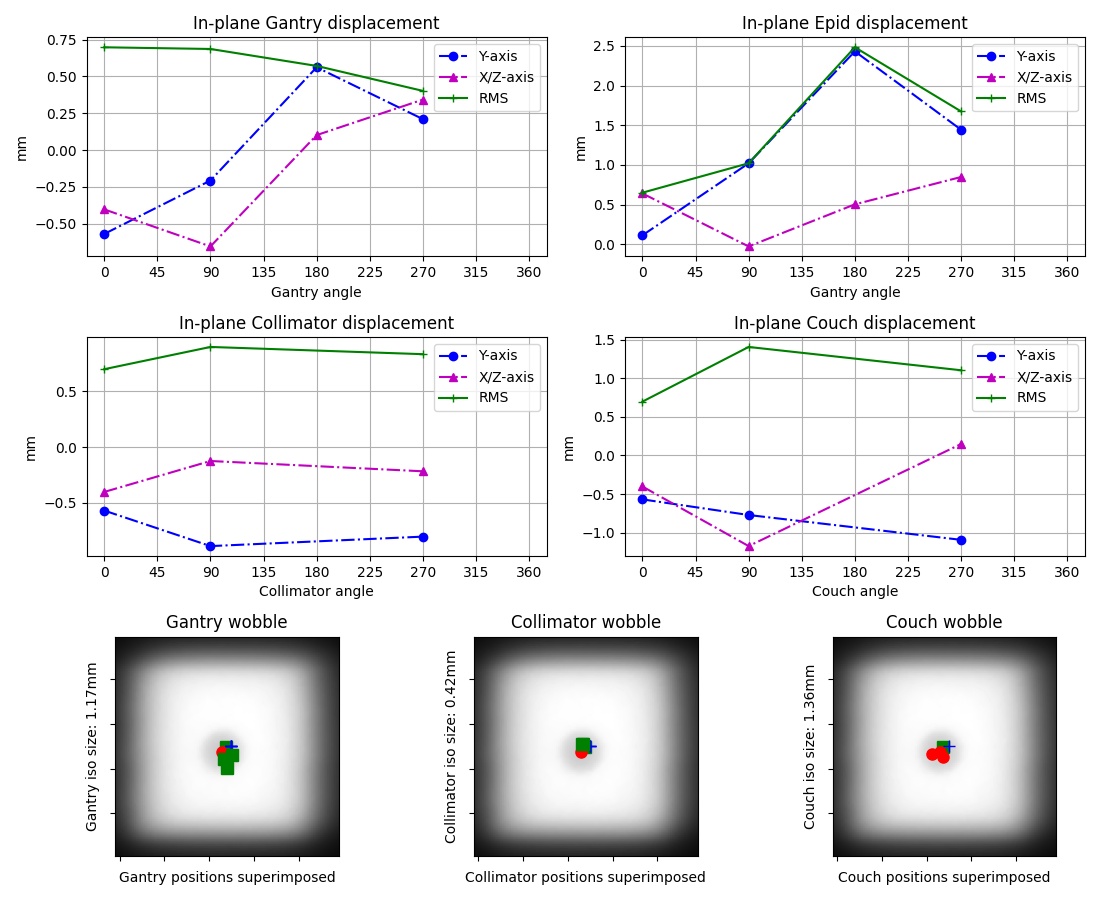 In-plane Gantry displacement
mm
0.75
0.50
0.25
0.00
−0.25
−0.50
Y-axis
X/Z-axis
RMS
0 45 90 135 180 225 270 315 360
Gantry angle
In-plane Epid displacement
mm
2.5
2.0
1.5
1.0
0.5
0.0
Y-axis
X/Z-axis
RMS
0 45 90 135 180 225 270 315 360
Gantry angle
In-plane Collimator displacement
mm
0.5
0.0
−0.5
Y-axis
X/Z-axis
RMS
0 45 90 135 180 225 270 315 360
Collimator angle
In-plane Couch displacement
mm
1.5
1.0
0.5
0.0
−0.5
−1.0
Y-axis
X/Z-axis
RMS
0 45 90 135 180 225 270 315 360
Couch angle
Gantry wobble
Gantry iso size: 1.17mm
Gantry positions superimposed
Collimator wobble
Collimator iso size: 0.42mm
Collimator positions superimposed
Couch wobble
Couch iso size: 1.36mm
Couch positions superimposed